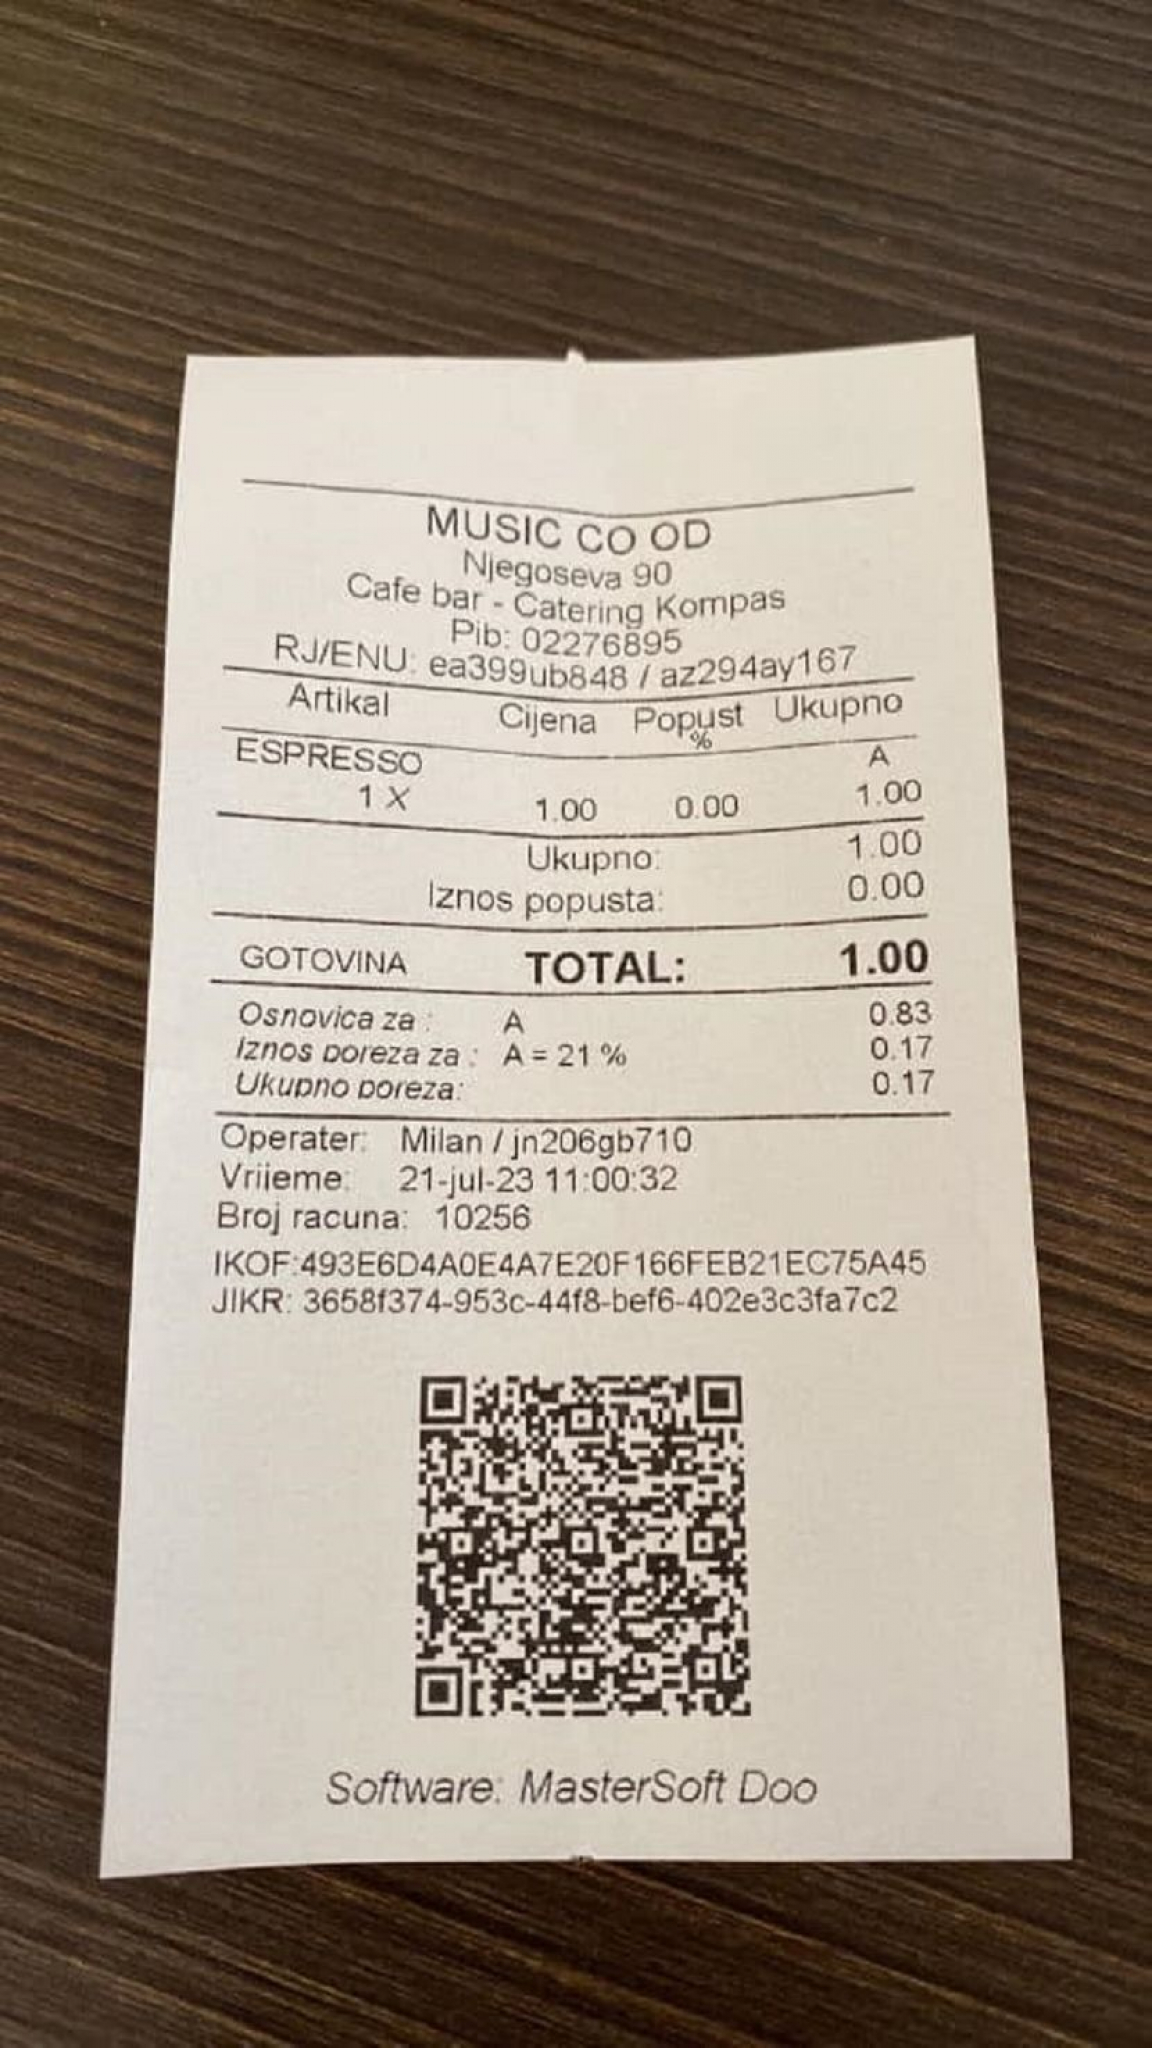 MUSIC CO OD
Njegoseva 90
Cafe bar - Catering Kompas
Pib: 02276895
RJ/ENU: ea399ub848 / az294ay167
Artikal Cijena Popust % Ukupno
ESPRESSO A
1 X 1.00 0.00 1.00
Ukupno: 1.00
Iznos popusta: 0.00
GOTOVINA TOTAL: 1.00
Osnovica za : A 0.83
Iznos poreza za : A = 21 % 0.17
Ukupno poreza: 0.17
Operater: Milan / jn206gb710
Vrijeme: 21-jul-23 11:00:32
Broj racuna: 10256
IKOF:493E6D4A0E4A7E20F166FEB21EC75A45
JIKR: 3658f374-953c-44f8-bef6-402e3c3fa7c2
Software: MasterSoft Doo